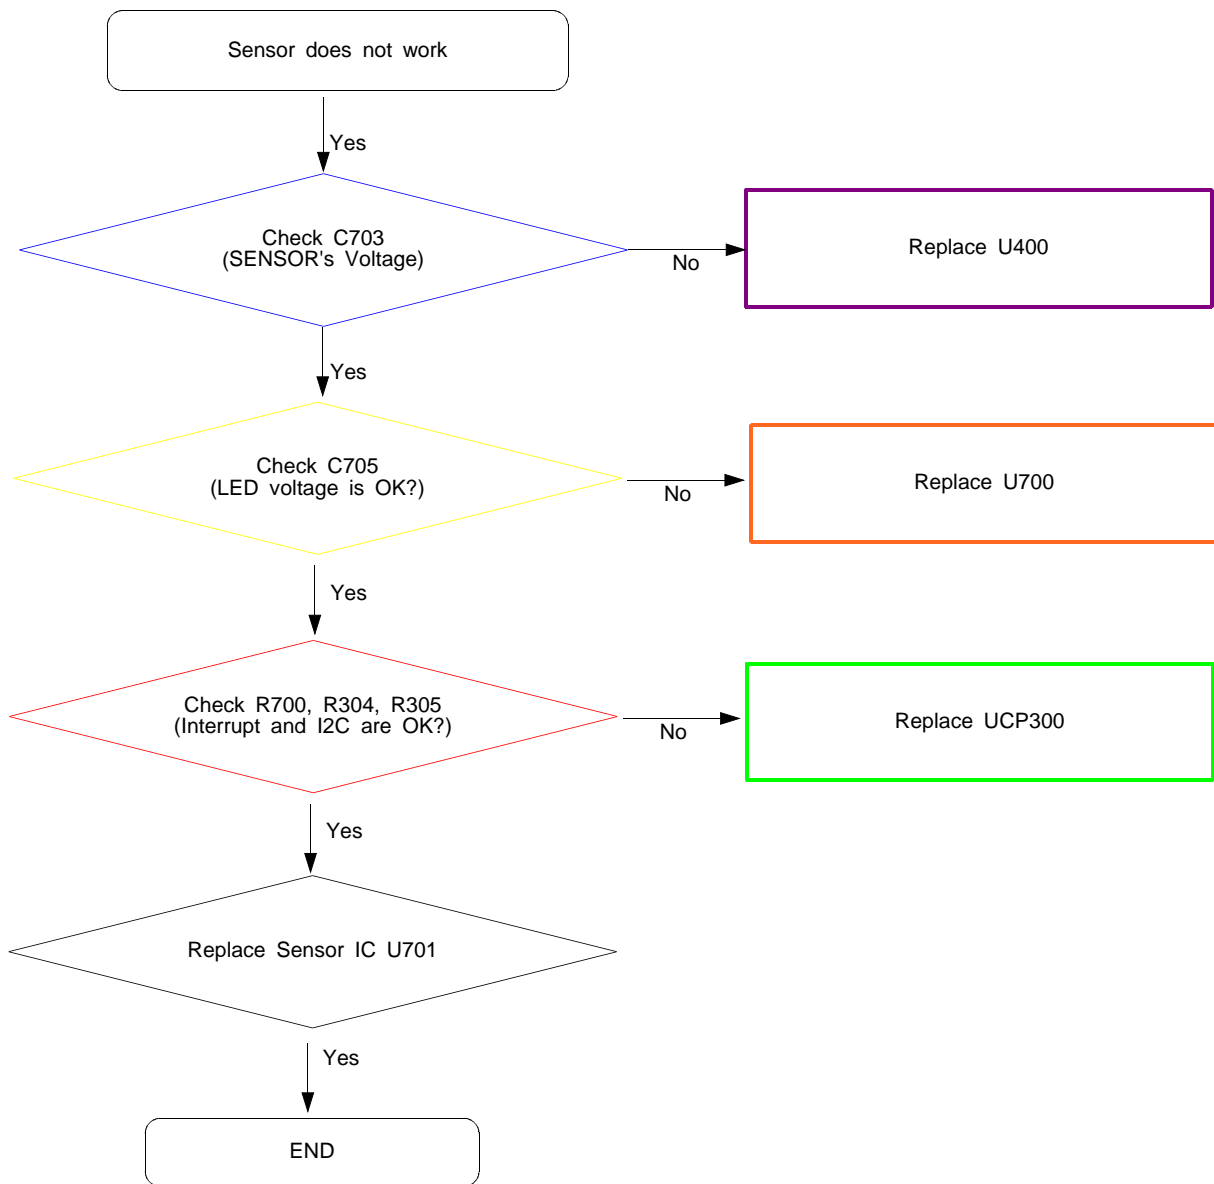 Sensor does not work
Yes
Check C703
(SENSOR's Voltage)
No
Replace U400
Yes
Check C705
(LED voltage is OK?)
No
Replace U700
Yes
Check R700, R304, R305
(Interrupt and I2C are OK?)
No
Replace UCP300
Yes
Replace Sensor IC U701
Yes
END